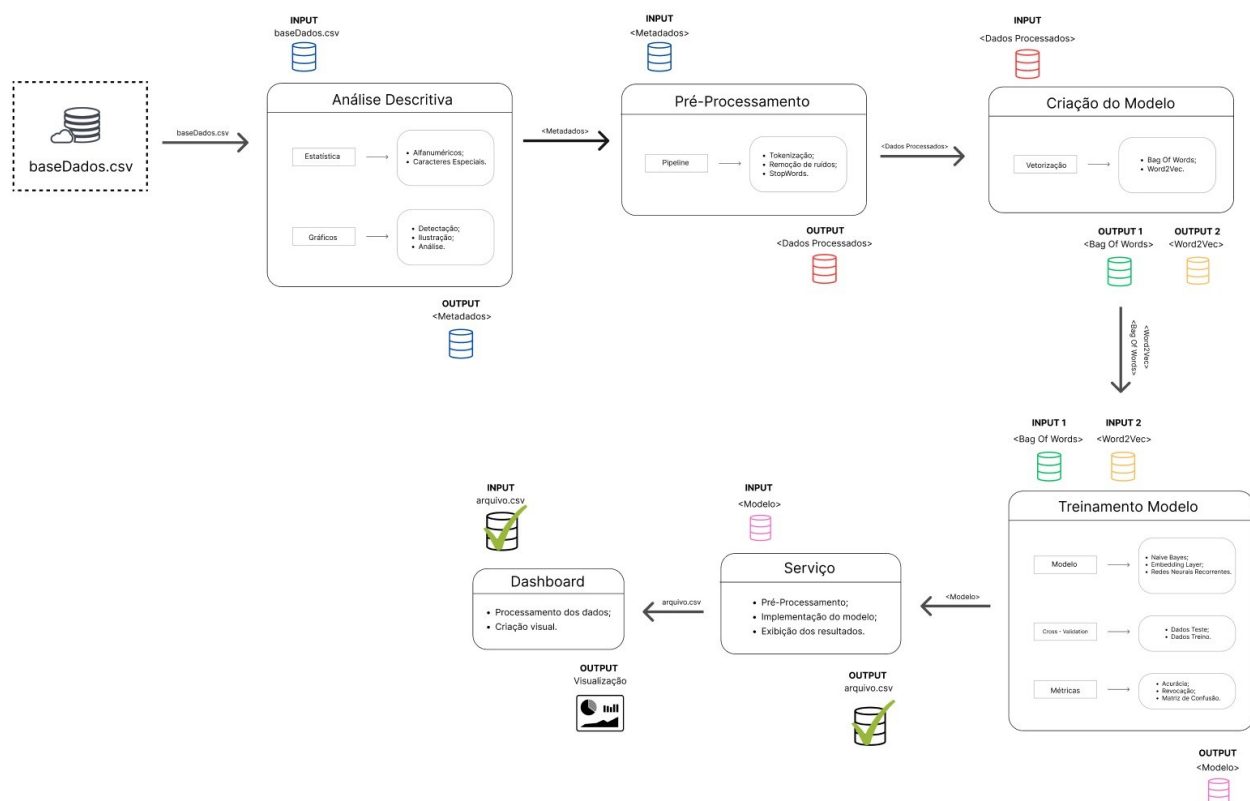 baseDados.csv
baseDados.csv
INPUT
baseDados.csv
Análise Descritiva
Estatística
• Alfanuméricos;
• Caracteres Especiais.
Gráficos
• Detectação;
• Ilustração;
• Análise.
OUTPUT
<Metadados>
<Metadados>
INPUT
<Metadados>
Pré-Processamento
Pipeline
• Tokenização;
• Remoção de ruidos;
• StopWords.
OUTPUT
<Dados Processados>
<Dados Processados>
INPUT
<Dados Processados>
Criação do Modelo
Vetorização
• Bag Of Words;
• Word2Vec.
OUTPUT 1
<Bag Of Words>
OUTPUT 2
<Word2Vec>
<Word2Vec>
<Bag Of Words>
INPUT 1
<Bag Of Words>
INPUT 2
<Word2Vec>
Treinamento Modelo
Modelo
• Naive Bayes;
• Embedding Layer;
• Redes Neurais Recorrentes.
Cross - Validation
• Dados Teste;
• Dados Treino.
Métricas
• Acurácia;
• Revocação;
• Matriz de Confusão.
OUTPUT
<Modelo>
<Modelo>
INPUT
<Modelo>
Serviço
• Pré-Processamento;
• Implementação do modelo;
• Exibição dos resultados.
OUTPUT
arquivo.csv
arquivo.csv
INPUT
arquivo.csv
Dashboard
• Processamento dos dados;
• Criação visual.
OUTPUT
Visualização